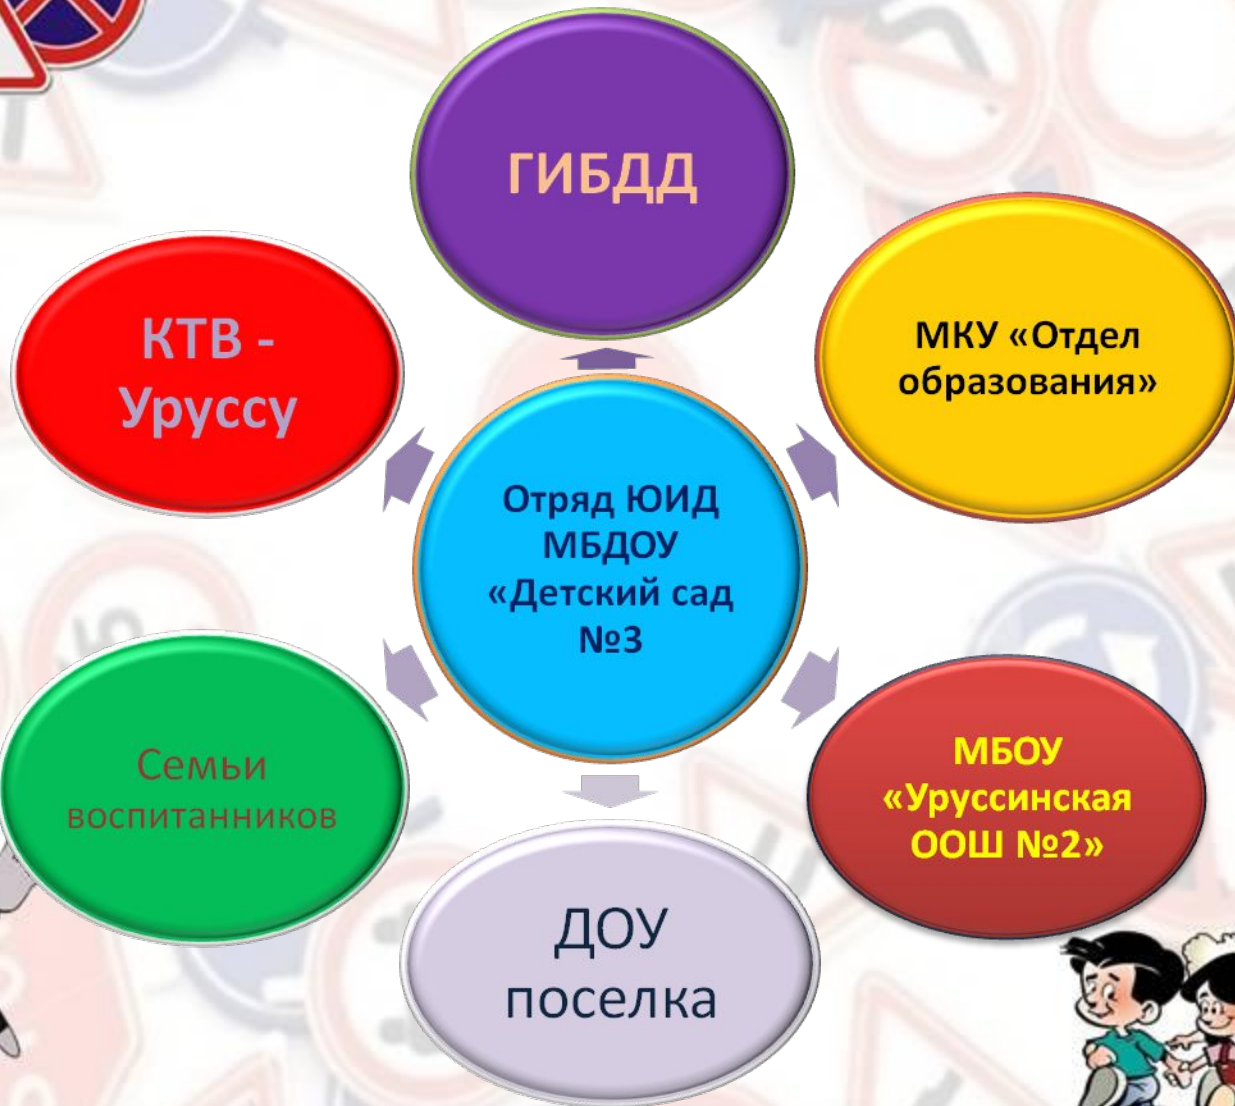 ГИБДД
КТВ -
Уруссу
МКУ «Отдел
образования»
Отряд ЮИД
МБДОУ
«Детский сад
№3
Семьи
воспитанников
МБОУ
«Уруссинская
ООШ №2»
ДОУ
поселка